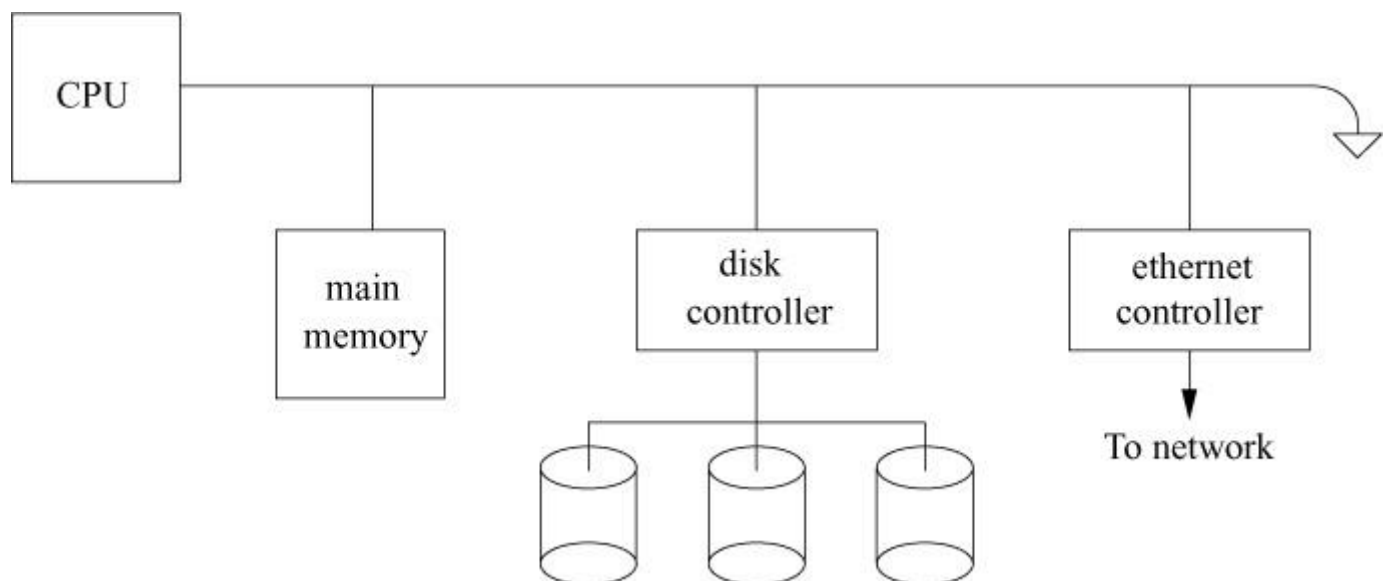 CPU
main
memory
disk
controller
ethernet
controller
To network